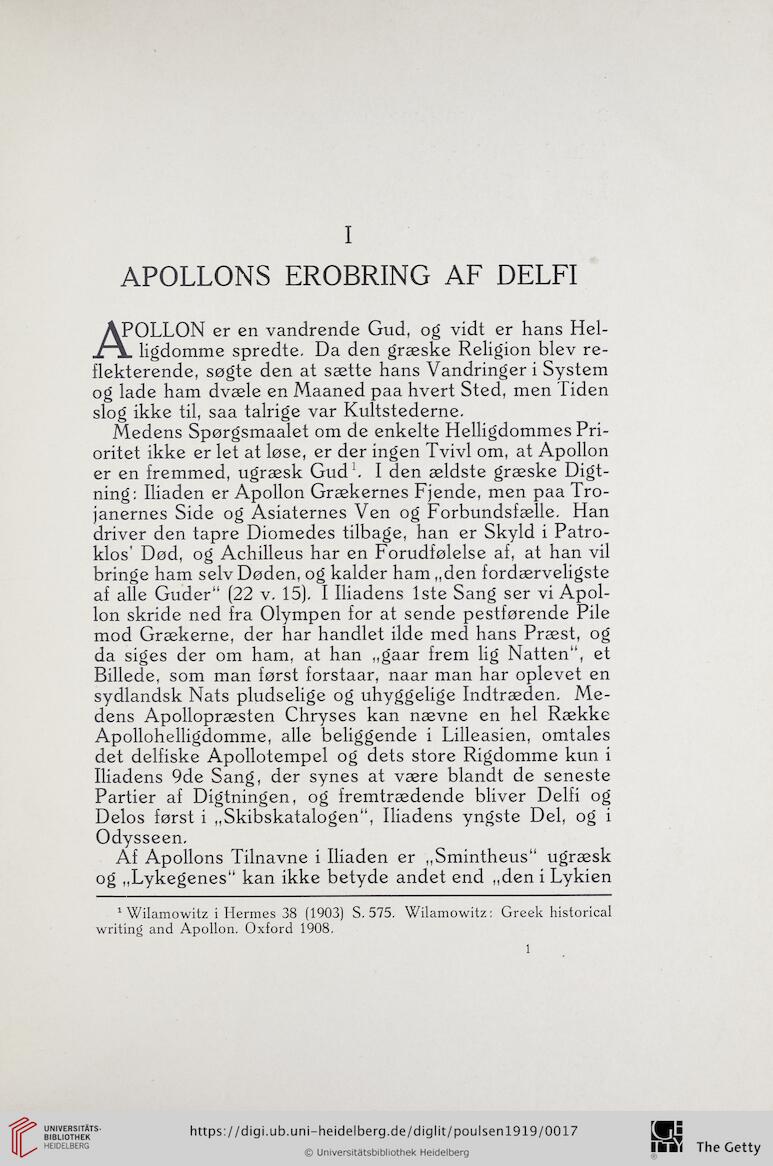 I
APOLLONS EROBRING AF DELFI
APOLLON er en vandrende Gud, og vidt er hans Hel-
ligdomme spredte. Da den græske Religion blev re-
flekterende, søgte den at sætte hans Vandringer i System
og lade ham dvæle en Maaned paa hvert Sted, men Tiden
slog ikke til, saa talrige var Kultstederne.
Medens Spørgsmaalet om de enkelte Helligdommes Pri-
oritet ikke er let at løse, er der ingen Tvivl om, at Apollon
er en fremmed, ugræsk Gud¹. I den ældste græske Digt-
ning: Iliaden er Apollon Grækernes Fjende, men paa Tro-
janernes Side og Asiaternes Ven og Forbundsfælle. Han
driver den tapre Diomedes tilbage, han er Skyld i Patro-
klos' Død, og Achilleus har en Forudfølelse af, at han vil
bringe ham selv Døden, og kalder ham „den fordærveligste
af alle Guder“ (22 v. 15). I Iliadens 1ste Sang ser vi Apol-
lon skride ned fra Olympen for at sende pestførende Pile
mod Grækerne, der har handlet ilde med hans Præst, og
da siges der om ham, at han „gaar frem lig Natten“, et
Billede, som man først forstaar, naar man har oplevet en
sydlandsk Nats pludselige og uhyggelige Indtræden. Me-
dens Apollopræsten Chryses kan nævne en hel Række
Apollohelligdomme, alle beliggende i Lilleasien, omtales
det delfiske Apollotempel og dets store Rigdomme kun i
Iliadens 9de Sang, der synes at være blandt de seneste
Partier af Digtningen, og fremtrædende bliver Delfi og
Delos først i „Skibskatalogen“, Iliadens yngste Del, og i
Odysseen.
Af Apollons Tilnavne i Iliaden er „Smintheus“ ugræsk
og „Lykegenes“ kan ikke betyde andet end „den i Lykien
¹ Wilamowitz i Hermes 38 (1903) S. 575. Wilamowitz: Greek historical
writing and Apollon. Oxford 1908.
1
UNIVERSITÄTS-
BIBLIOTHEK
HEIDELBERG
https://digi.ub.uni-heidelberg.de/diglit/poulsen1919/0017
© Universitätsbibliothek Heidelberg
GETTY
®
The Getty